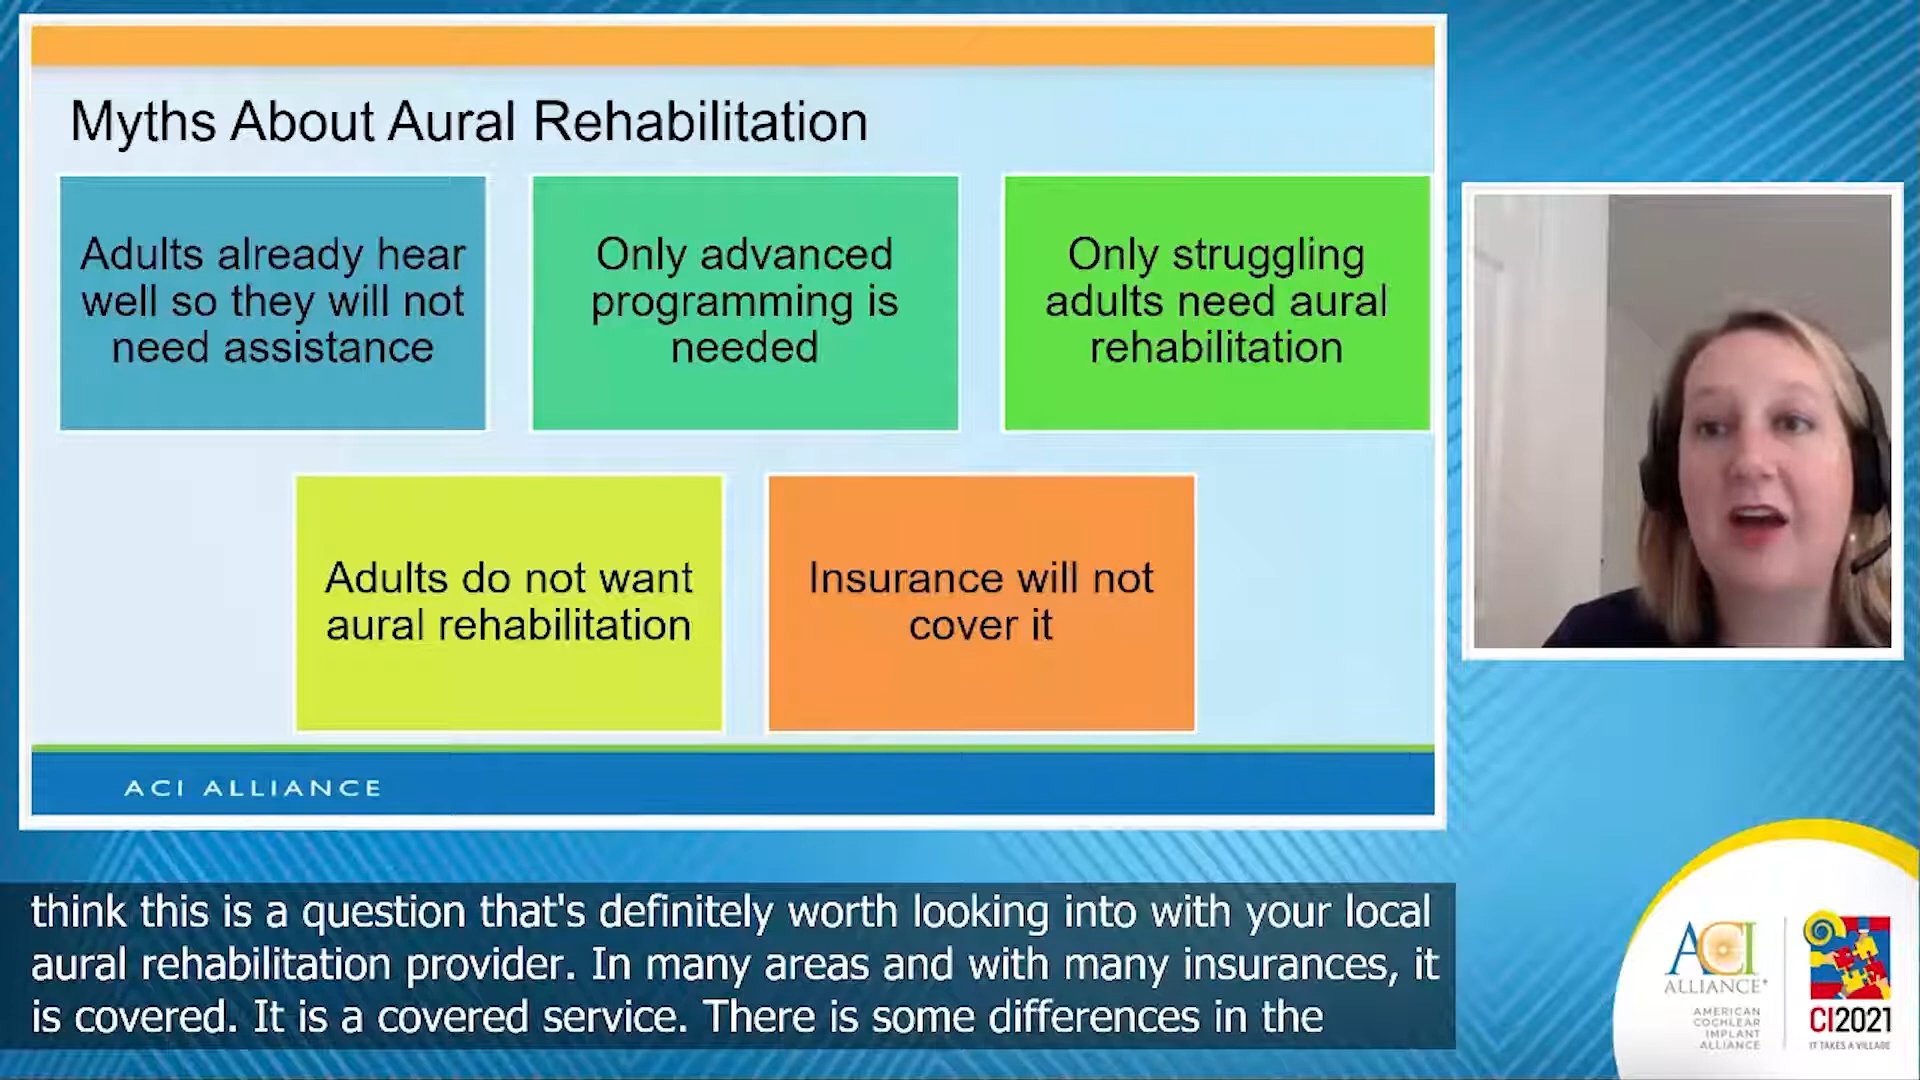 Myths About Aural Rehabilitation
Adults already hear
well so they will not
need assistance
Only advanced
programming is
needed
Only struggling
adults need aural
rehabilitation
Adults do not want
aural rehabilitation
Insurance will not
cover it
ACI ALLIANCE
think this is a question that's definitely worth looking into with your local
aural rehabilitation provider. In many areas and with many insurances, it
is covered. It is a covered service. There is some differences in the
ACI
ALLIANCE
AMERICAN
COCHLEAR
IMPLANT
ALLIANCE
CI2021
IT TAKES A VILLAGE